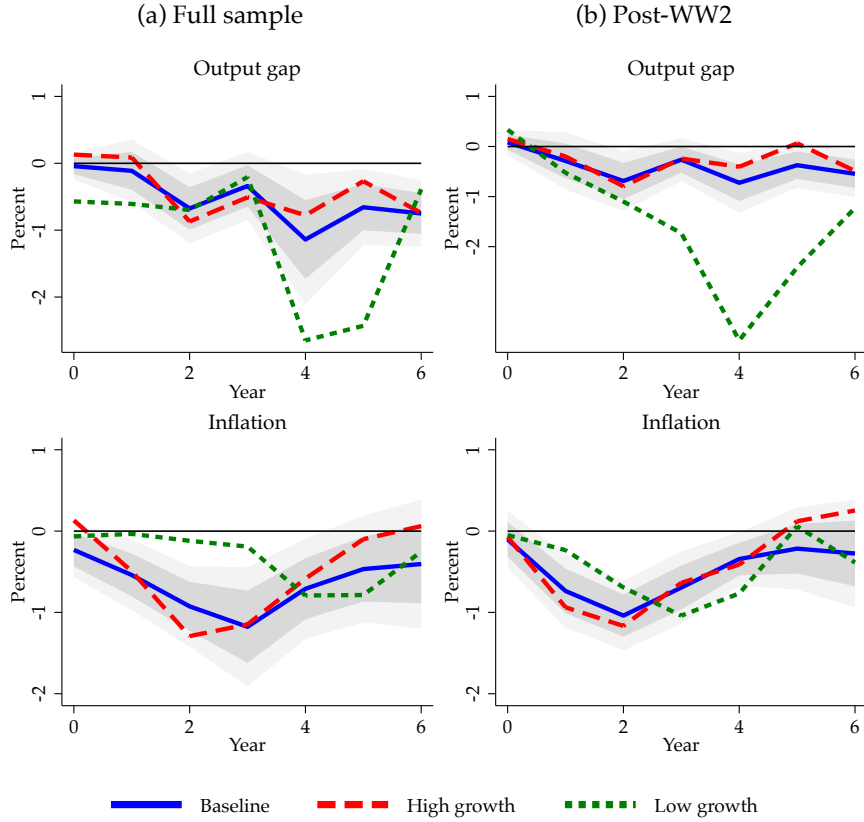 (a) Full sample
(b) Post-WW2
Output gap
Percent
1
0
-1
-2
0
2
4
6
Year
Output gap
Percent
1
0
-1
-2
0
2
4
6
Year
Inflation
Percent
1
0
-1
-2
0
2
4
6
Year
Inflation
Percent
1
0
-1
-2
0
2
4
6
Year
Baseline
High growth
Low growth